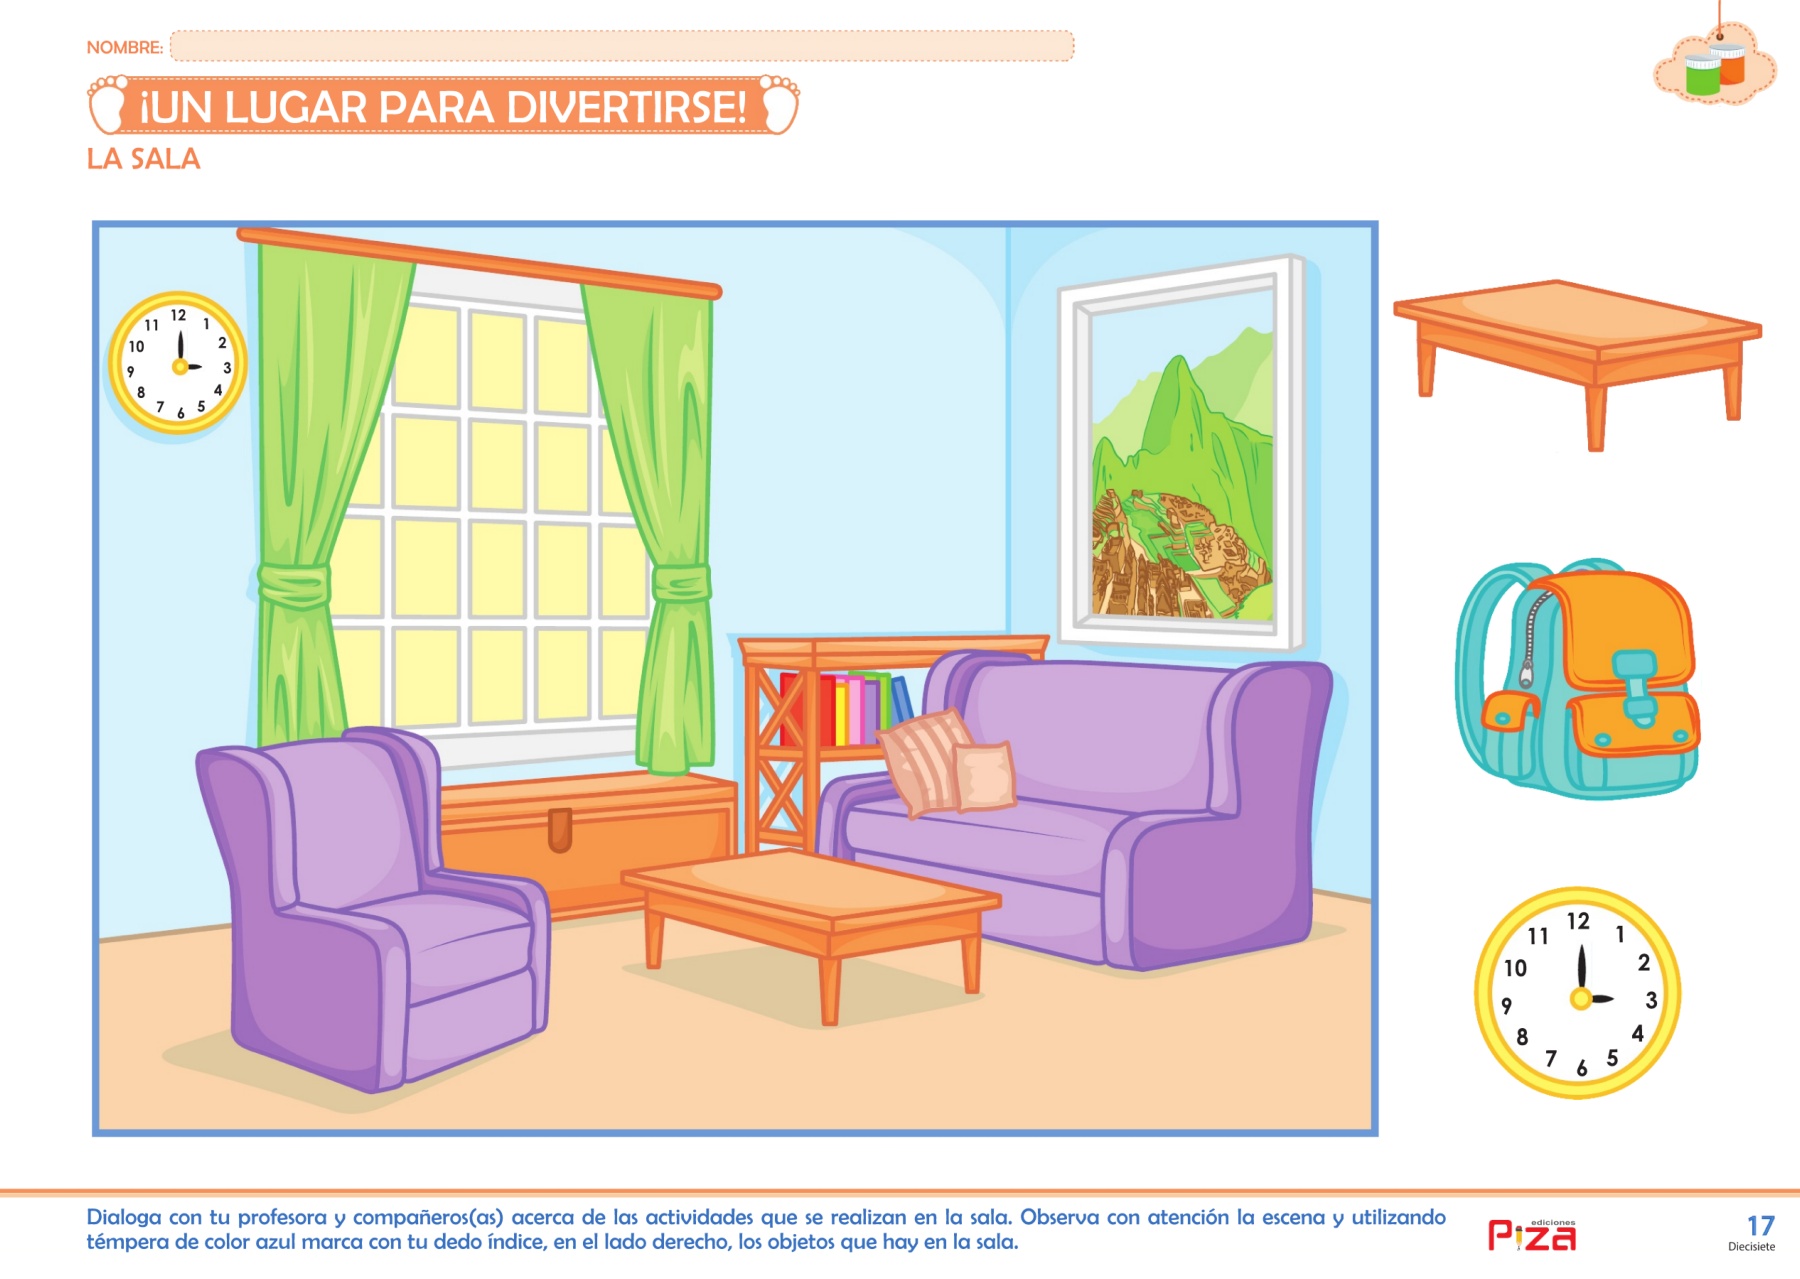 NOMBRE:
¡UN LUGAR PARA DIVERTIRSE!
LA SALA
12
11 1
10 2
9 3
8 4
7 5
6
12
11 1
10 2
9 3
8 4
7 5
6
Dialoga con tu profesora y compañeros(as) acerca de las actividades que se realizan en la sala. Observa con atención la escena y utilizando
témpera de color azul marca con tu dedo índice, en el lado derecho, los objetos que hay en la sala.
ediciones
PIZA
17
Diecisiete